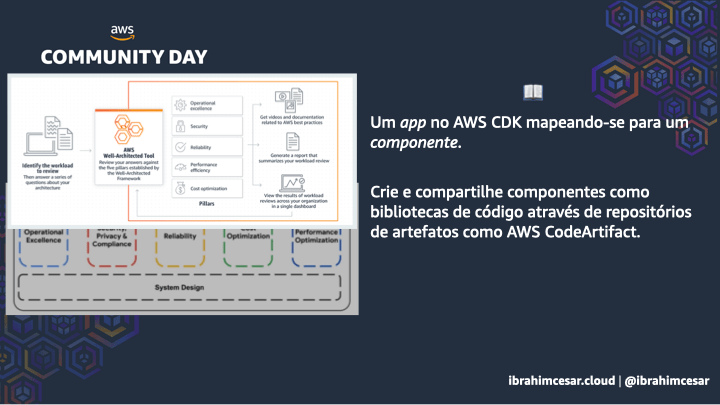 aws
COMMUNITY DAY
Identify the workload
to review
Then answer a series of
questions about your
architecture
AWS
Well-Architected Tool
Review your answers against
the five pillars established by
the Well-Architected
Framework
Operational
excellence
Security
Reliability
Performance
efficiency
Cost optimization
Pillars
Get videos and documentation
related to AWS best practices
Generate a report that
summarizes your workload review
View the results of workload
reviews across your organization
in a single dashboard
Operational
Excellence
Security,
Privacy &
Compliance
Reliability
Cost
Optimization
Performance
Optimization
System Design
Um app no AWS CDK mapeando-se para um
componente.
Crie e compartilhe componentes como
bibliotecas de código através de repositórios
de artefatos como AWS CodeArtifact.
ibrahimcesar.cloud | @ibrahimcesar